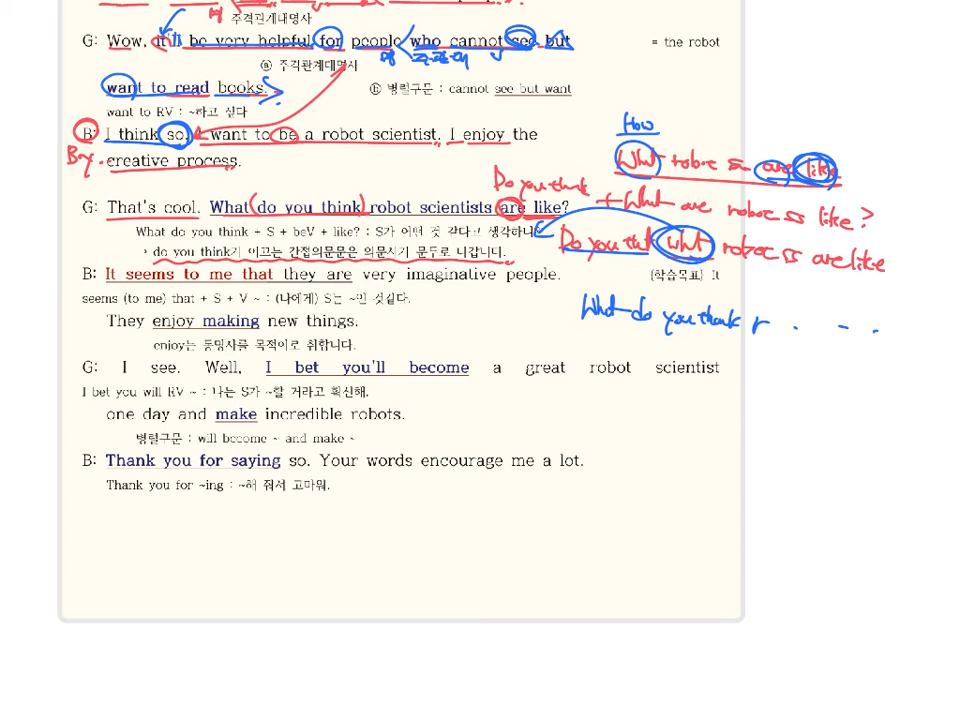 주격관계대명사
G: Wow, it'll be very helpful for people who cannot see but = the robot
ⓐ 주격관계대명사
want to read books. ⓑ 병렬구문 : cannot see but want
want to RV : ~하고 싶다
How
B: I think so. I want to be a robot scientist. I enjoy the
Boy.
creative process.
What are like
Do you think
G: That's cool. What do you think robot scientists are like?
+ What are robot ss like?
What do you think + S + beV + like? : S가 어떤 것 같다고 생각하니
Do you think what robot ss are like
› do you think가 이끄는 간접의문문은 의문사가 문두로 나갑니다.
B: It seems to me that they are very imaginative people. [학습목표] It
seems (to me) that + S + V ~ : (나에게) S는 ~인 것같다.
What do you think r . - .
They enjoy making new things.
enjoy는 동명사를 목적어로 취합니다.
G: I see. Well, I bet you'll become a great robot scientist
I bet you will RV ~ : 나는 S가 ~할 거라고 확신해.
one day and make incredible robots.
병렬구문 : will become ~ and make ~
B: Thank you for saying so. Your words encourage me a lot.
Thank you for ~ing : ~해 줘서 고마워.